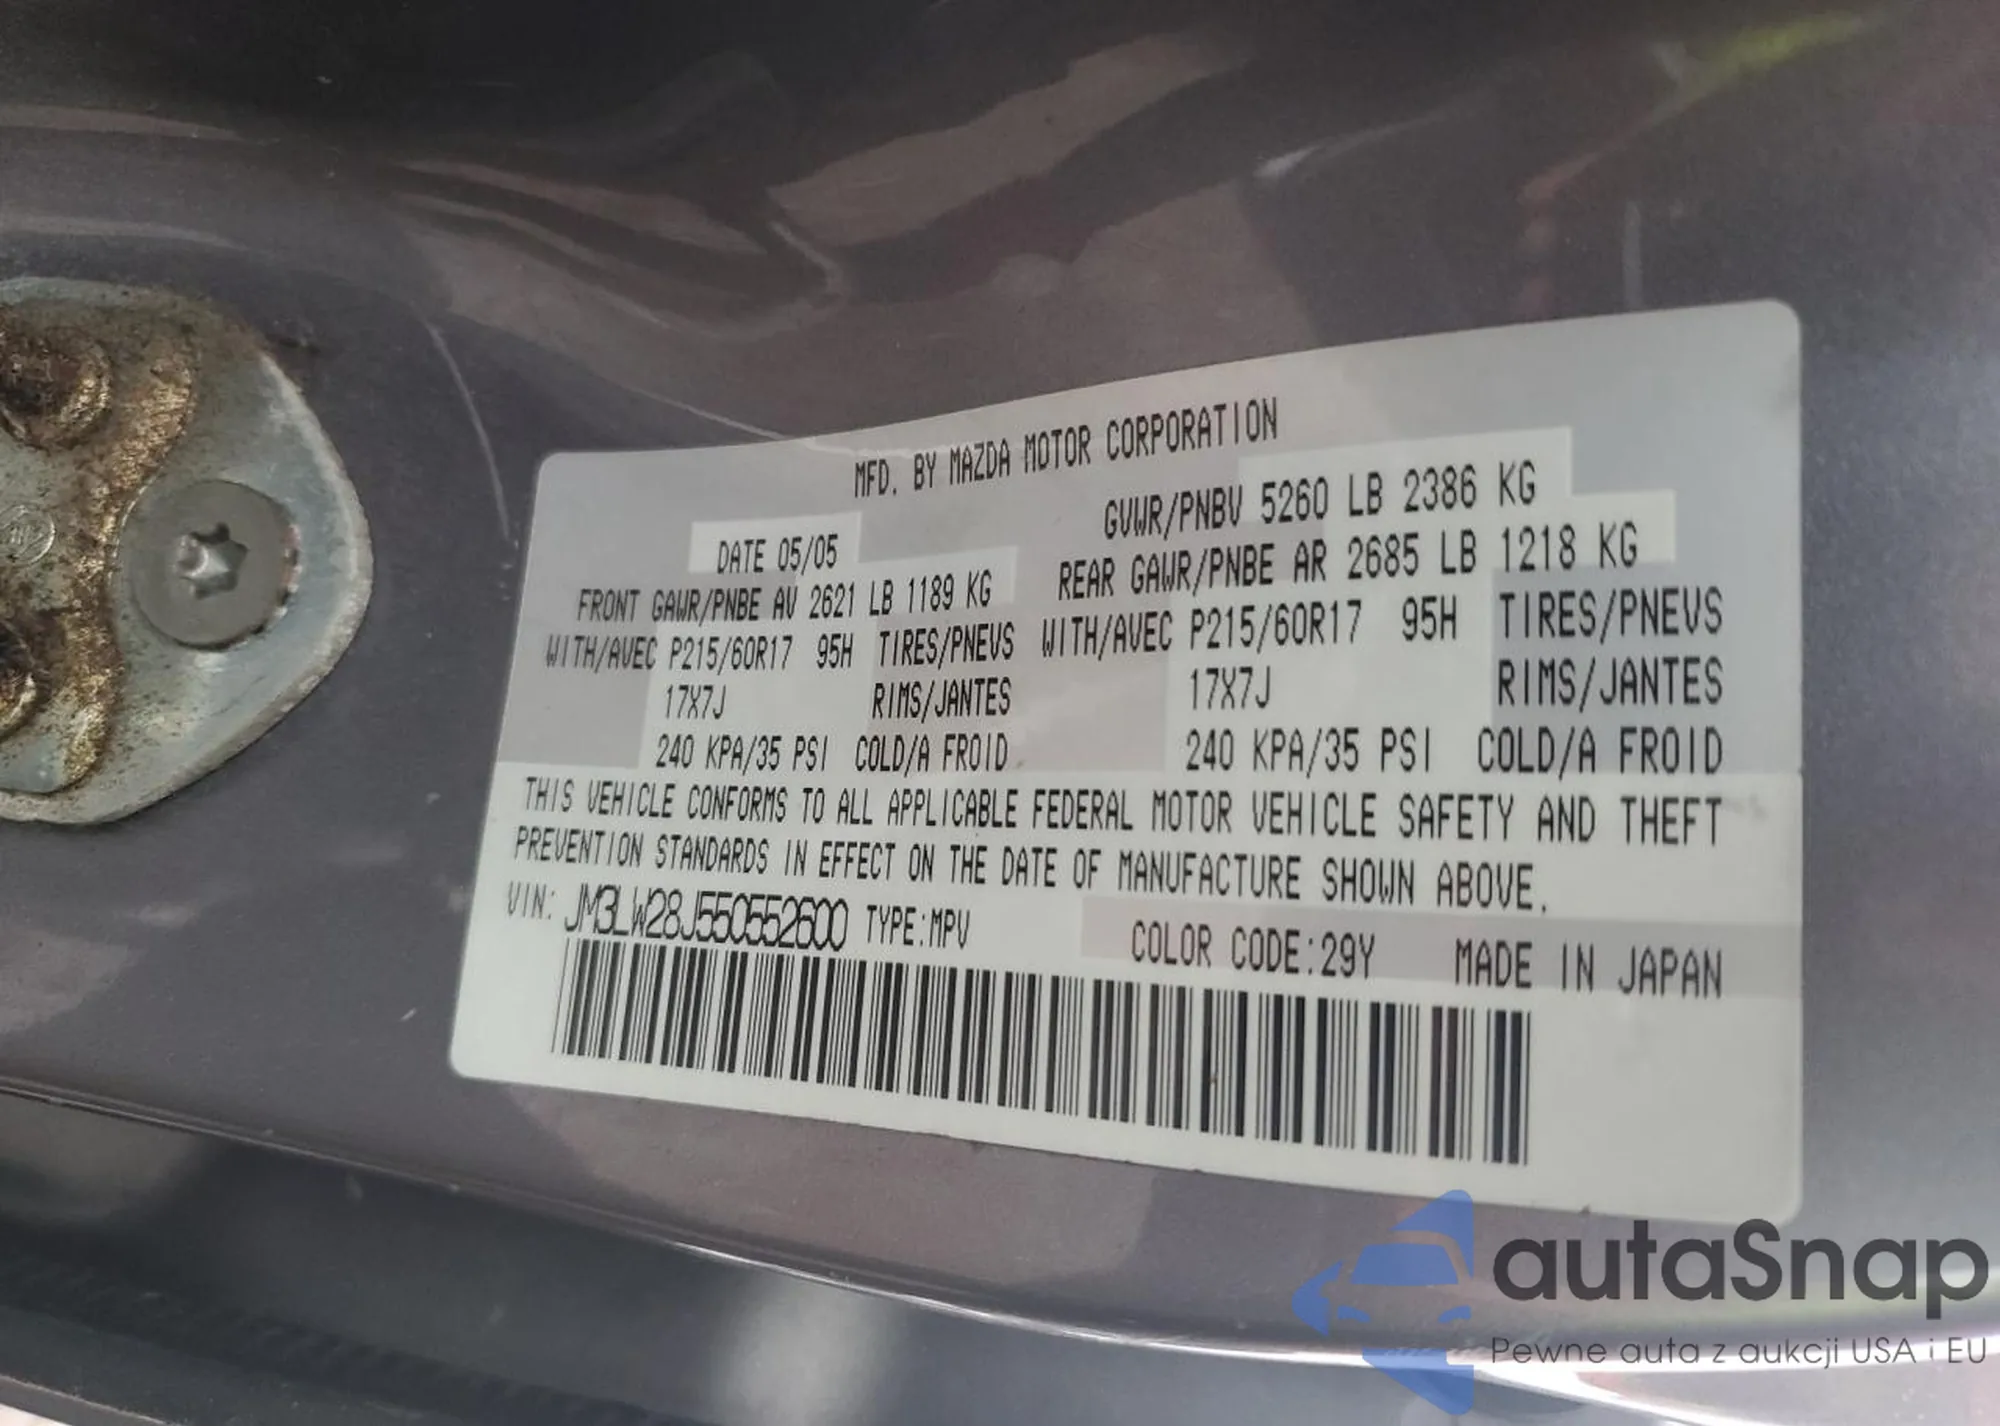 MFD. BY MAZDA MOTOR CORPORATION
DATE 05/05 GVWR/PNBV 5260 LB 2386 KG
FRONT GAWR/PNBE AV 2621 LB 1189 KG REAR GAWR/PNBE AR 2685 LB 1218 KG
WITH/AVEC P215/60R17 95H TIRES/PNEVS WITH/AVEC P215/60R17 95H TIRES/PNEVS
17X7J RIMS/JANTES 17X7J RIMS/JANTES
240 KPA/35 PSI COLD/A FROID 240 KPA/35 PSI COLD/A FROID
THIS VEHICLE CONFORMS TO ALL APPLICABLE FEDERAL MOTOR VEHICLE SAFETY AND THEFT
PREVENTION STANDARDS IN EFFECT ON THE DATE OF MANUFACTURE SHOWN ABOVE.
VIN: JM3LW28J550552600 TYPE:MPV COLOR CODE:29Y MADE IN JAPAN
autaSnap
Pewne auta z aukcji USA i EU